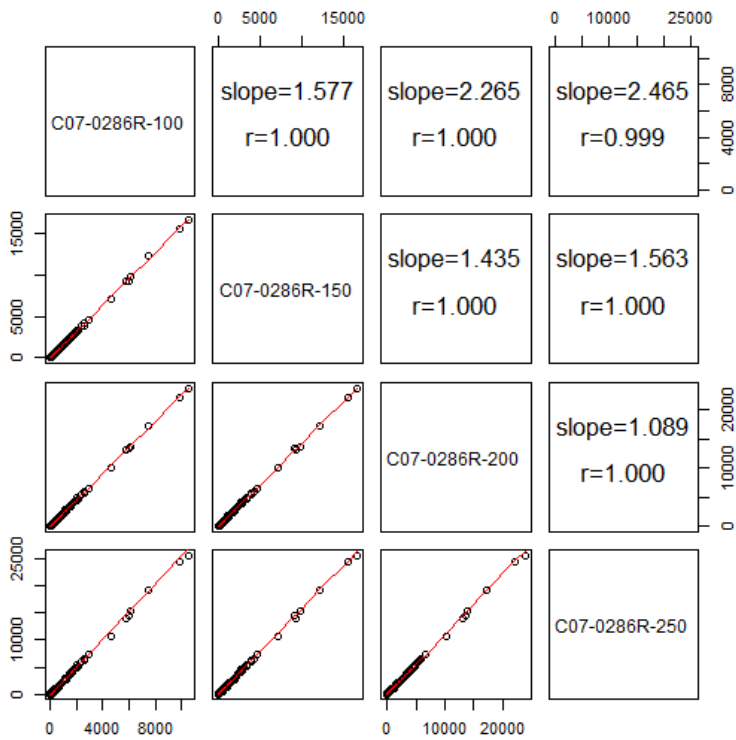 0 5000 15000 0 10000 25000
C07-0286R-100
slope=1.577
r=1.000
slope=2.265
r=1.000
slope=2.465
r=0.999
0 4000 8000
0 5000 15000
C07-0286R-150
slope=1.435
r=1.000
slope=1.563
r=1.000
C07-0286R-200
slope=1.089
r=1.000
0 10000 20000
0 10000 25000
C07-0286R-250
0 4000 8000 0 10000 20000